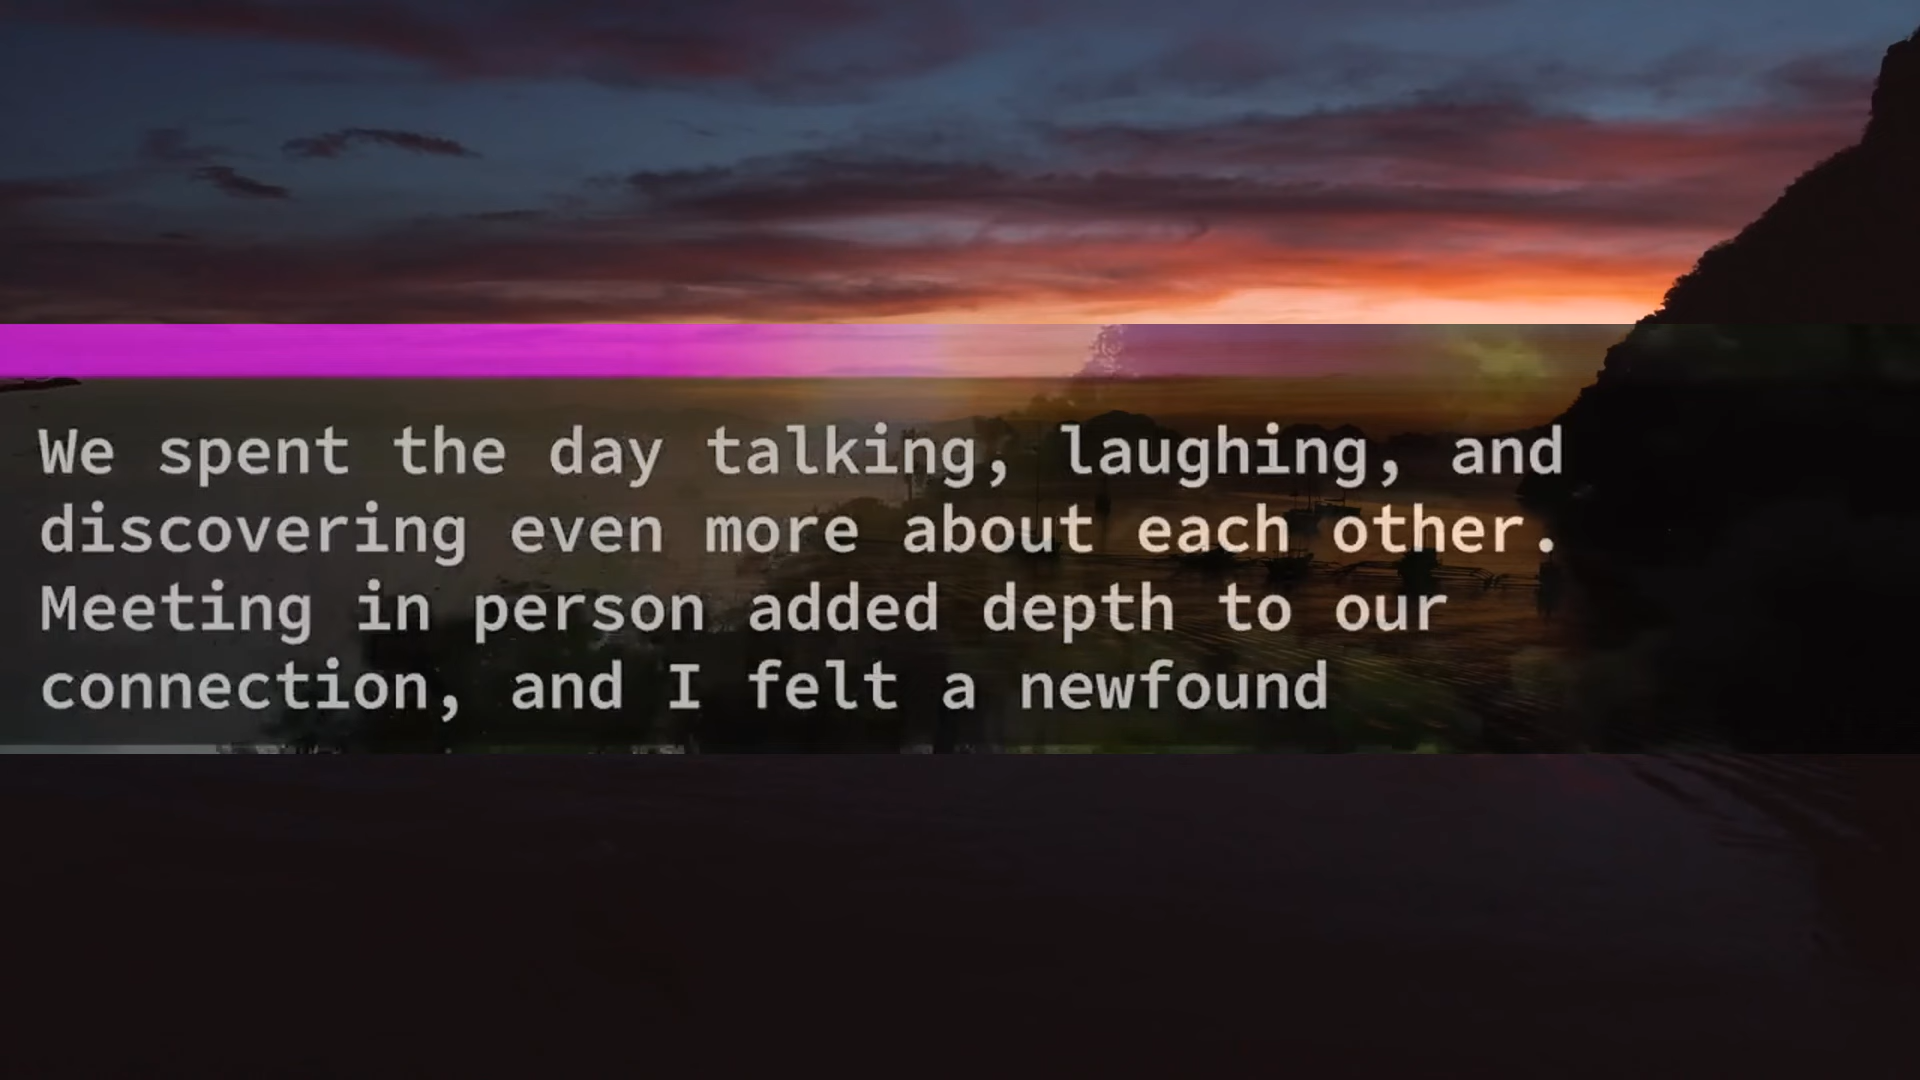 We spent the day talking, laughing, and
discovering even more about each other.
Meeting in person added depth to our
connection, and I felt a newfound